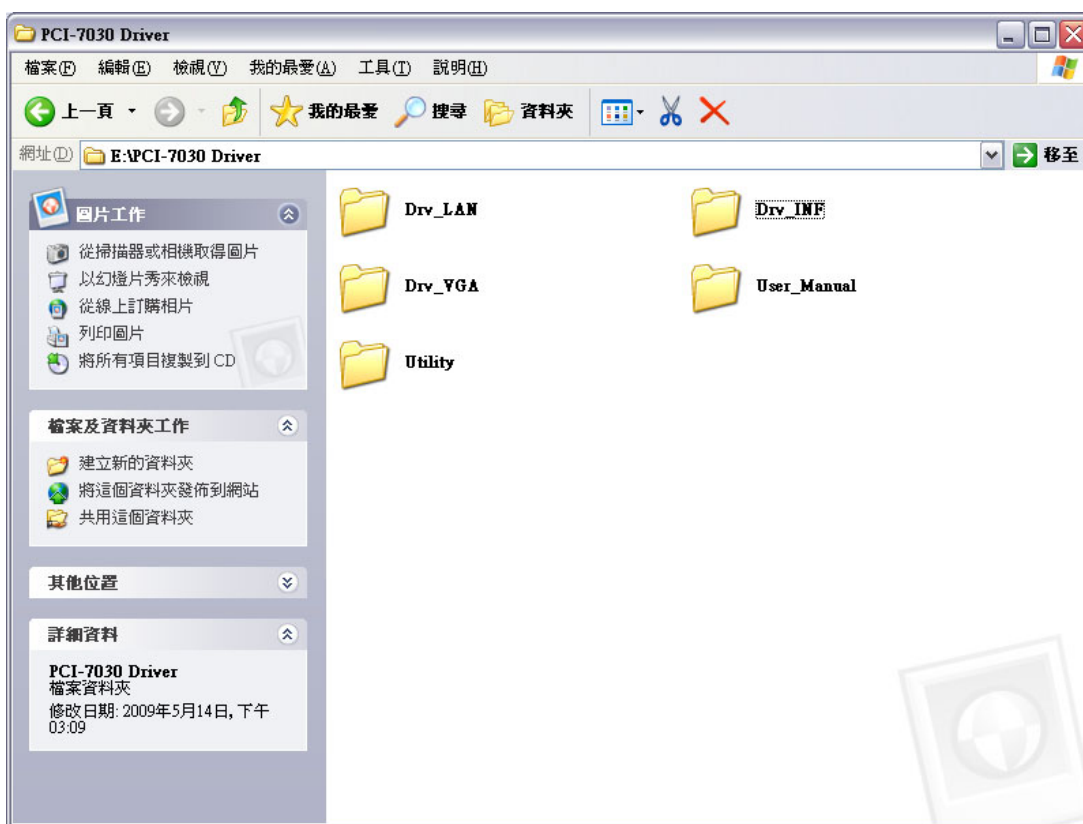 PCI-7030 Driver
檔案(F) 編輯(E) 檢視(V) 我的最愛(A) 工具(T) 說明(H)
上一頁 我的最愛 搜尋 資料夾
網址(D) E:\PCI-7030 Driver 移至
圖片工作
從掃描器或相機取得圖片
以幻燈片秀來檢視
從線上訂購相片
列印圖片
將所有項目複製到 CD
檔案及資料夾工作
建立新的資料夾
將這個資料夾發佈到網站
共用這個資料夾
其他位置
詳細資料
PCI-7030 Driver
檔案資料夾
修改日期: 2009年5月14日, 下午
03:09
Drv_LAN
Drv_INF
Drv_VGA
User_Manual
Utility